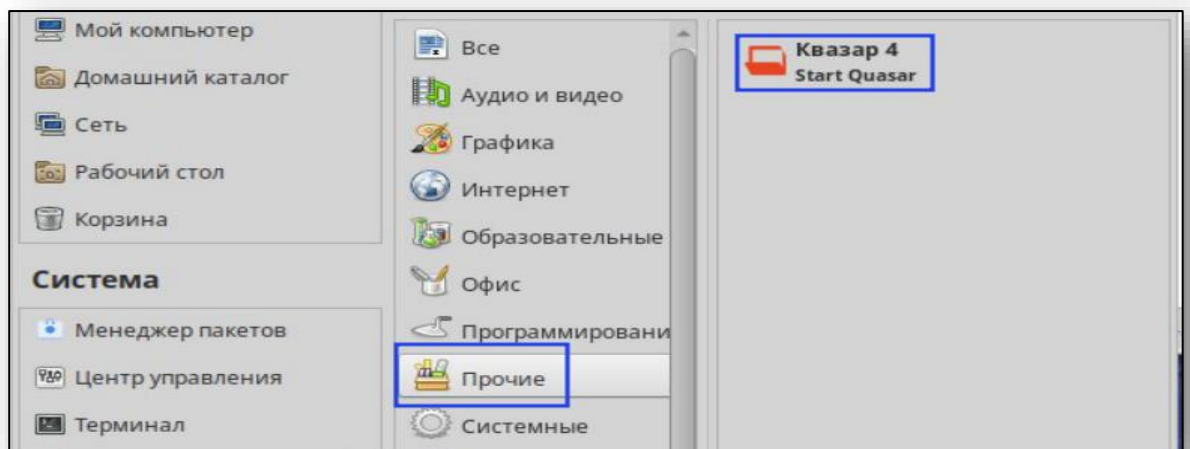 Мой компьютер
Домашний каталог
Сеть
Рабочий стол
Корзина
Система
Менеджер пакетов
Центр управления
Терминал
Все
Аудио и видео
Графика
Интернет
Образовательные
Офис
Программировани
Прочие
Системные
Квазар 4
Start Quasar